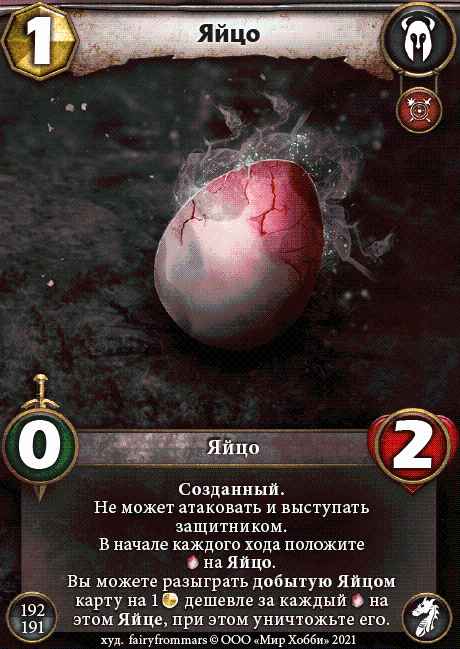 1
Яйцо
0
Яйцо
2
Созданный.
Не может атаковать и выступать
защитником.
В начале каждого хода положите
на Яйцо.
Вы можете разыграть добытую Яйцом
карту на 1 дешевле за каждый на
этом Яйце, при этом уничтожьте его.
192
191
худ. fairyfrommars © ООО «Мир Хобби» 2021